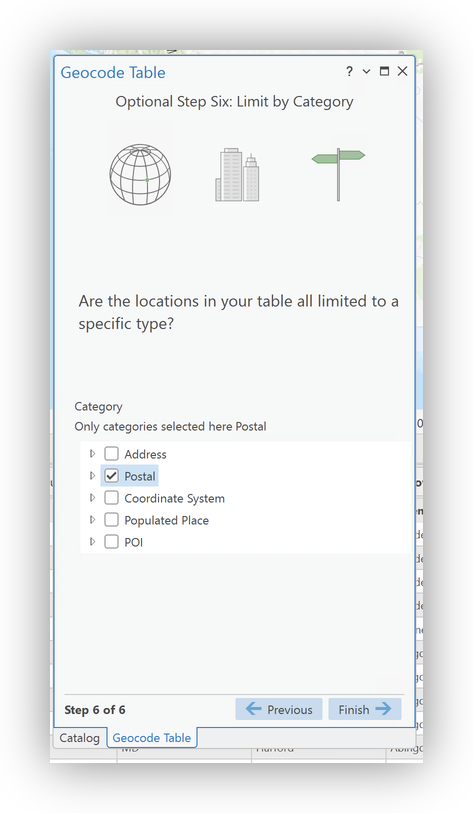 Geocode Table
?
Optional Step Six: Limit by Category
Are the locations in your table all limited to a
specific type?
Category
Only categories selected here Postal
Address
Postal
Coordinate System
Populated Place
POI
Step 6 of 6
Previous
Finish
Catalog
Geocode Table